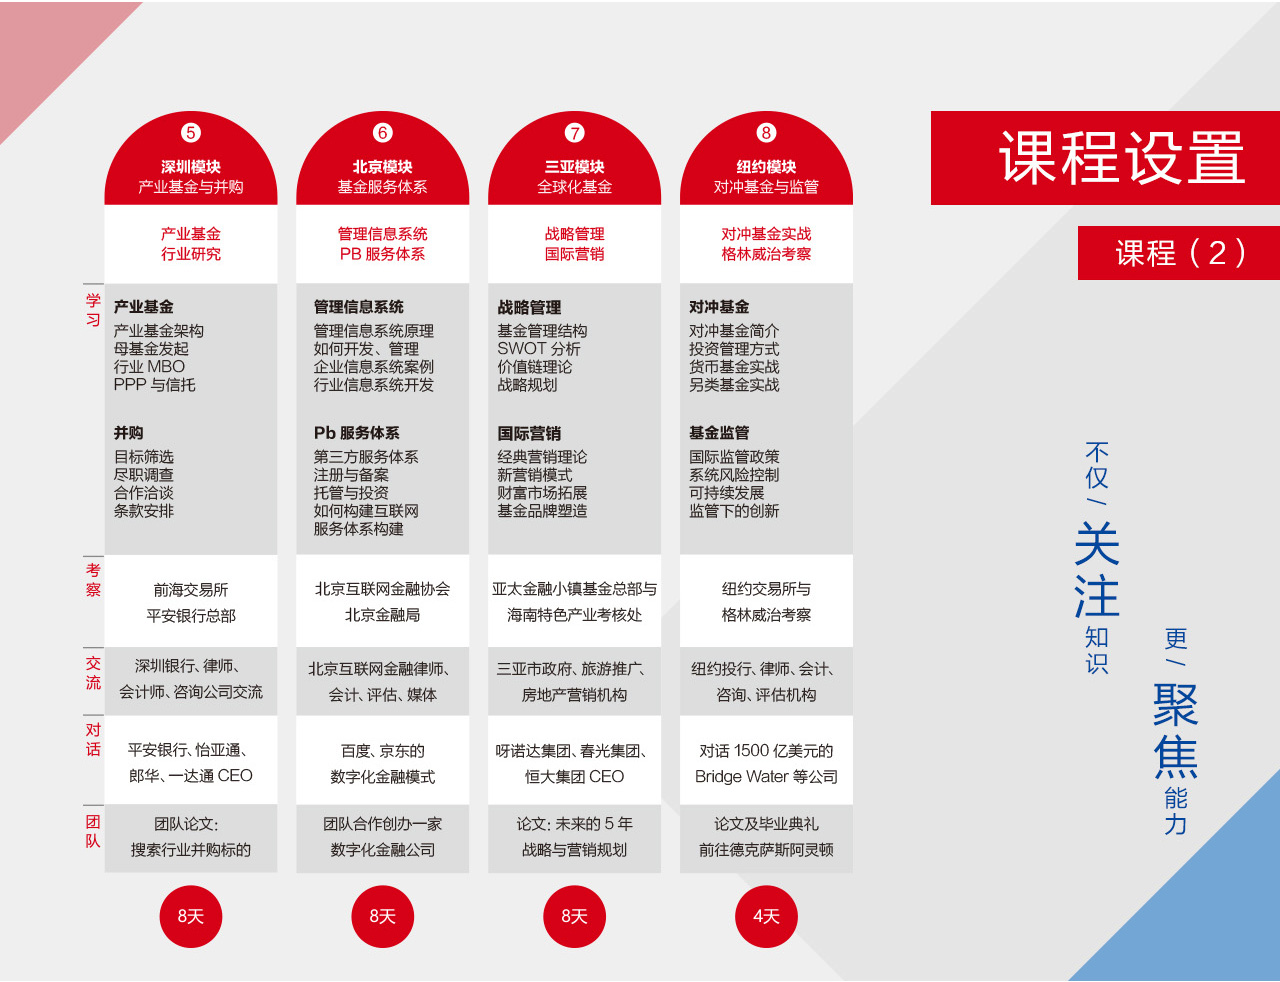 课程设置
课程（2）
5
深圳模块
产业基金与并购
产业基金
行业研究
6
北京模块
基金服务体系
管理信息系统
PB 服务体系
7
三亚模块
全球化基金
战略管理
国际营销
8
纽约模块
对冲基金与监管
对冲基金实战
格林威治考察
学习
产业基金
产业基金架构
母基金发起
行业 MBO
PPP 与信托
并购
目标筛选
尽职调查
合作洽谈
条款安排
管理信息系统
管理信息系统原理
如何开发、管理
企业信息系统案例
行业信息系统开发
Pb 服务体系
第三方服务体系
注册与备案
托管与投资
如何构建互联网
服务体系构建
战略管理
基金管理结构
SWOT 分析
价值链理论
战略规划
国际营销
经典营销理论
新营销模式
财富市场拓展
基金品牌塑造
对冲基金
对冲基金简介
投资管理方式
货币基金实战
另类基金实战
基金监管
国际监管政策
系统风险控制
可持续发展
监管下的创新
考察
前海交易所
平安银行总部
北京互联网金融协会
北京金融局
亚太金融小镇基金总部与
海南特色产业考核处
纽约交易所与
格林威治考察
交流
深圳银行、律师、
会计师、咨询公司交流
北京互联网金融律师、
会计、评估、媒体
三亚市政府、旅游推广、
房地产营销机构
纽约投行、律师、会计、
咨询、评估机构
对话
平安银行、怡亚通、
郎华、一达通 CEO
百度、京东的
数字化金融模式
呀诺达集团、春光集团、
恒大集团 CEO
对话 1500 亿美元的
Bridge Water 等公司
团队
团队论文：
搜索行业并购标的
团队合作创办一家
数字化金融公司
论文：未来的 5 年
战略与营销规划
论文及毕业典礼
前往德克萨斯阿灵顿
8天
8天
8天
4天
不仅/关注知识
更/聚焦能力